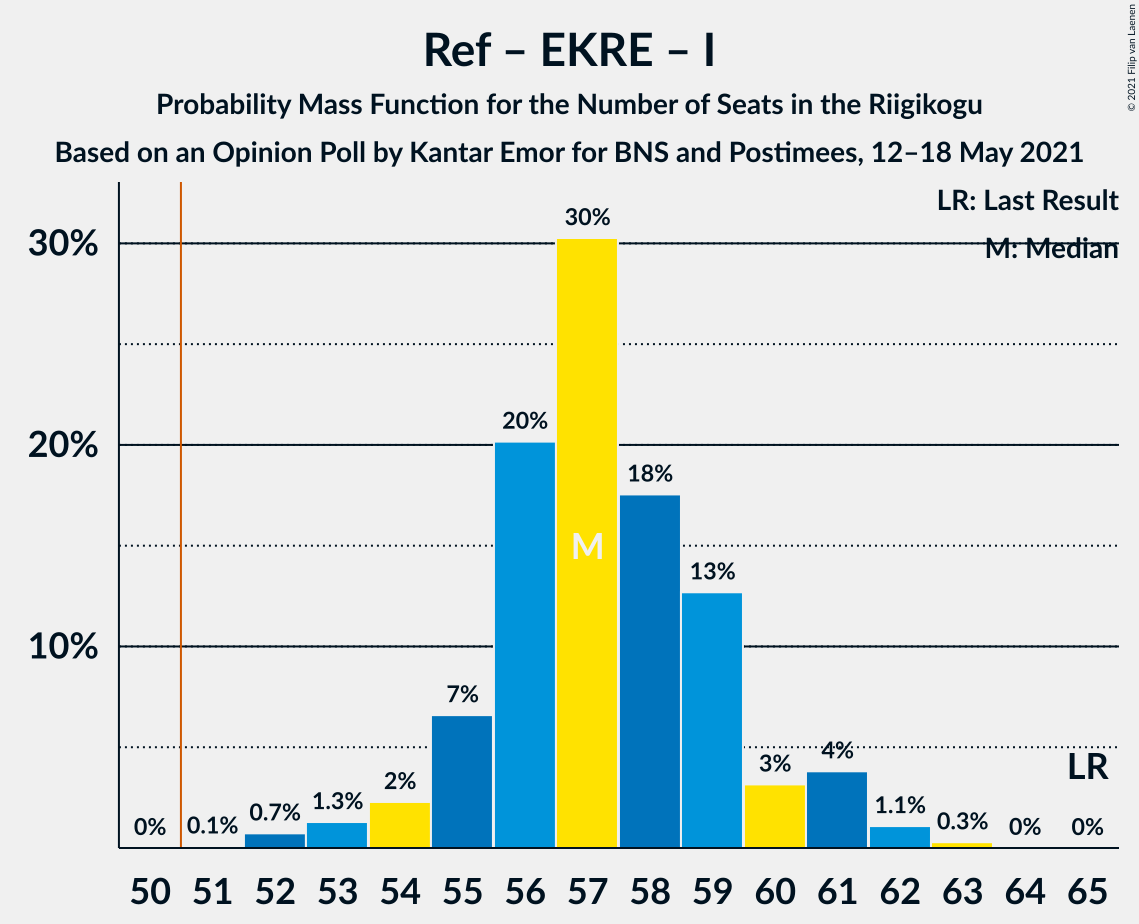 Ref – EKRE – I
Probability Mass Function for the Number of Seats in the Riigikogu
Based on an Opinion Poll by Kantar Emor for BNS and Postimees, 12–18 May 2021
© 2021 Filip van Laenen
LR: Last Result
M: Median
30%
20%
10%
0%
0.1%
0.7%
1.3%
2%
7%
20%
30%
18%
13%
3%
4%
1.1%
0.3%
0%
0%
M
LR
50 51 52 53 54 55 56 57 58 59 60 61 62 63 64 65